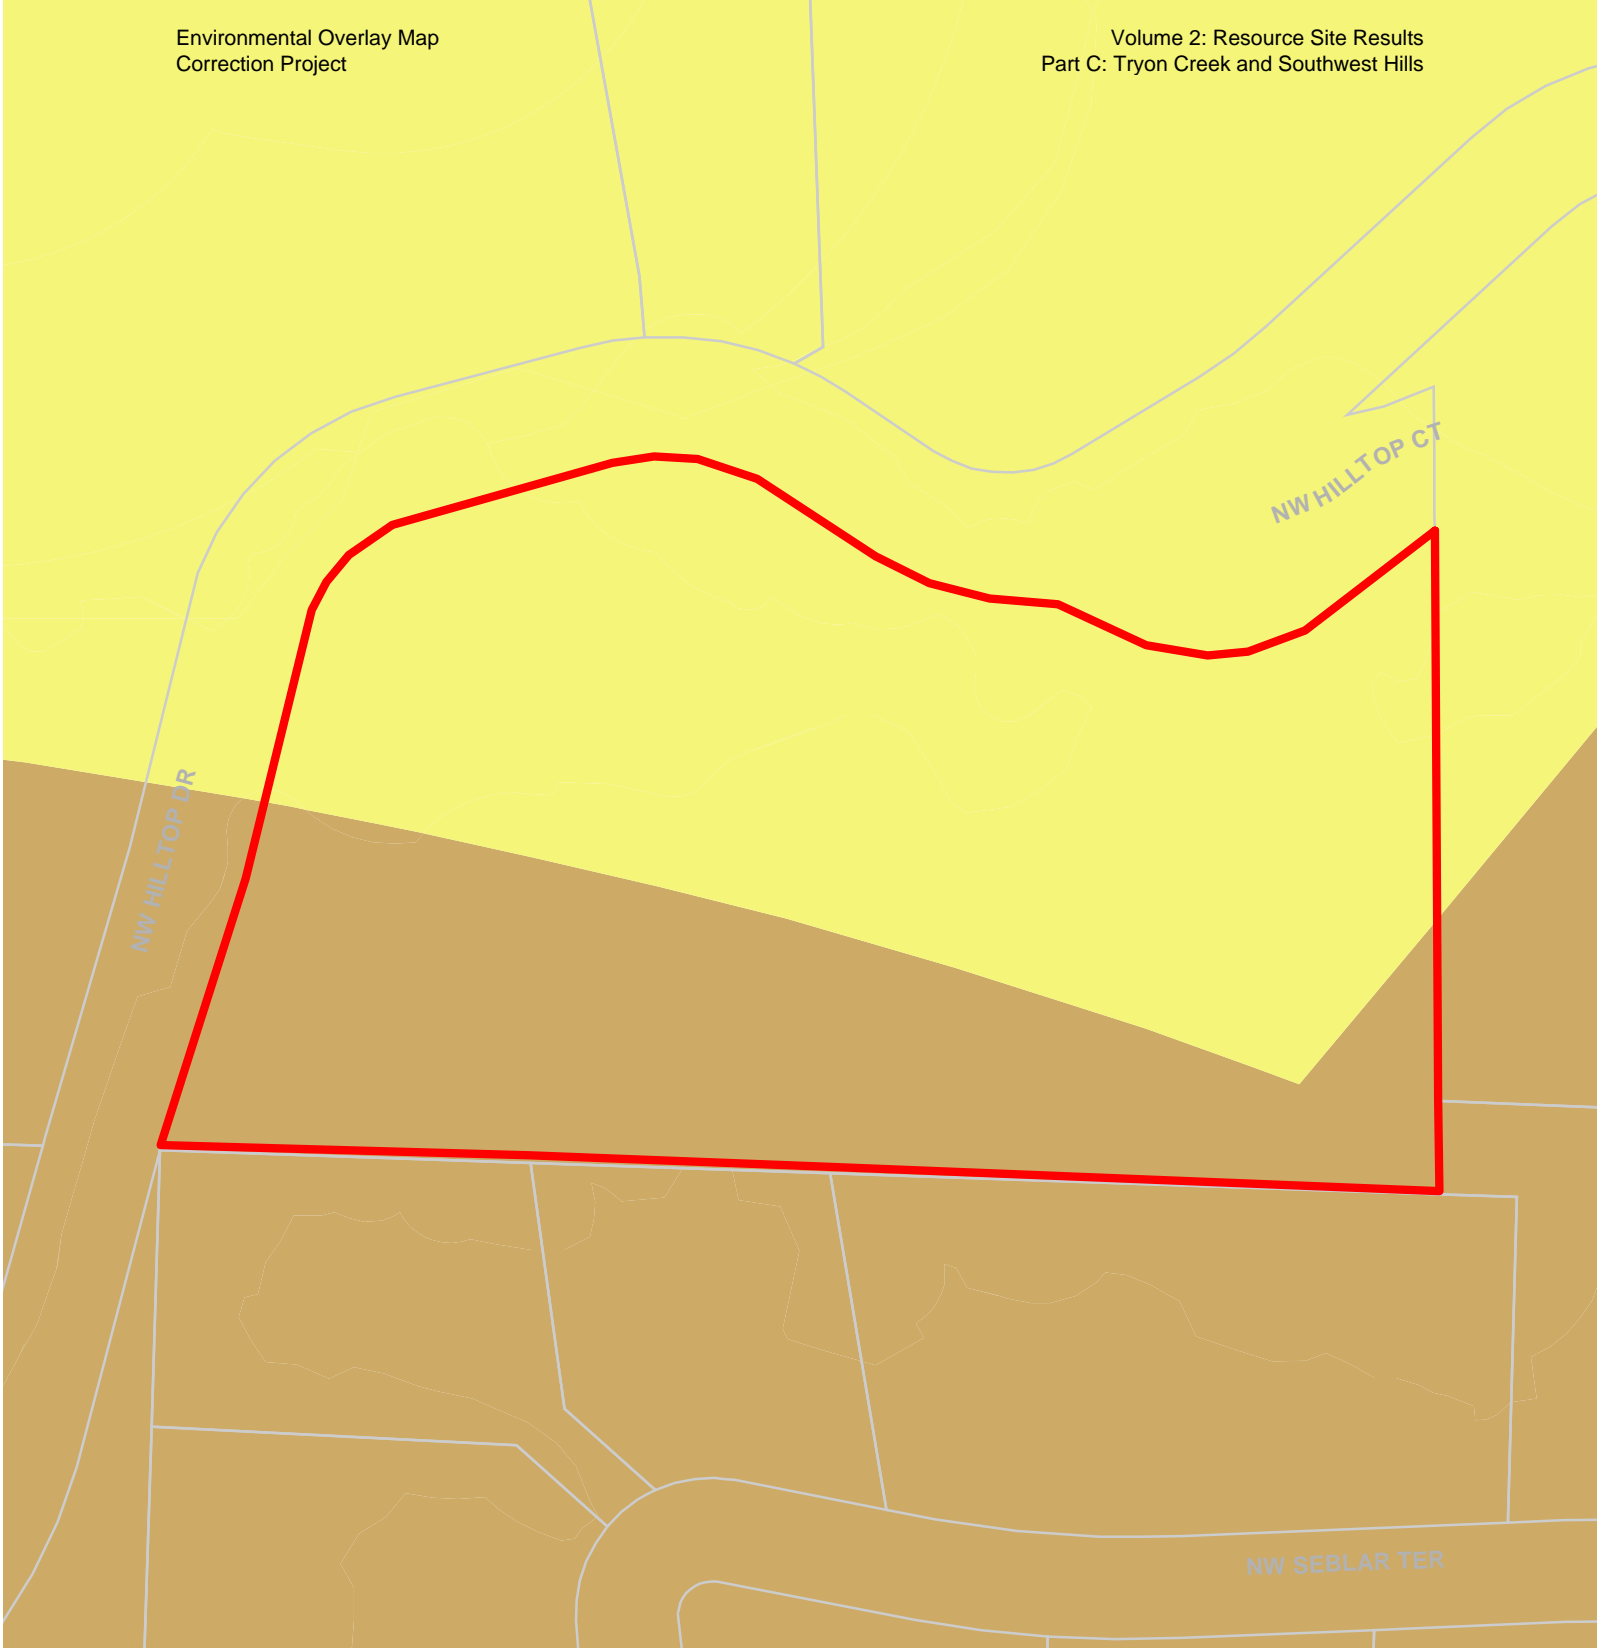 Environmental Overlay Map
Correction Project
Volume 2: Resource Site Results
Part C: Tryon Creek and Southwest Hills
NW HILLTOP CT
NW HILLTOP DR
NW SEBLAR TER